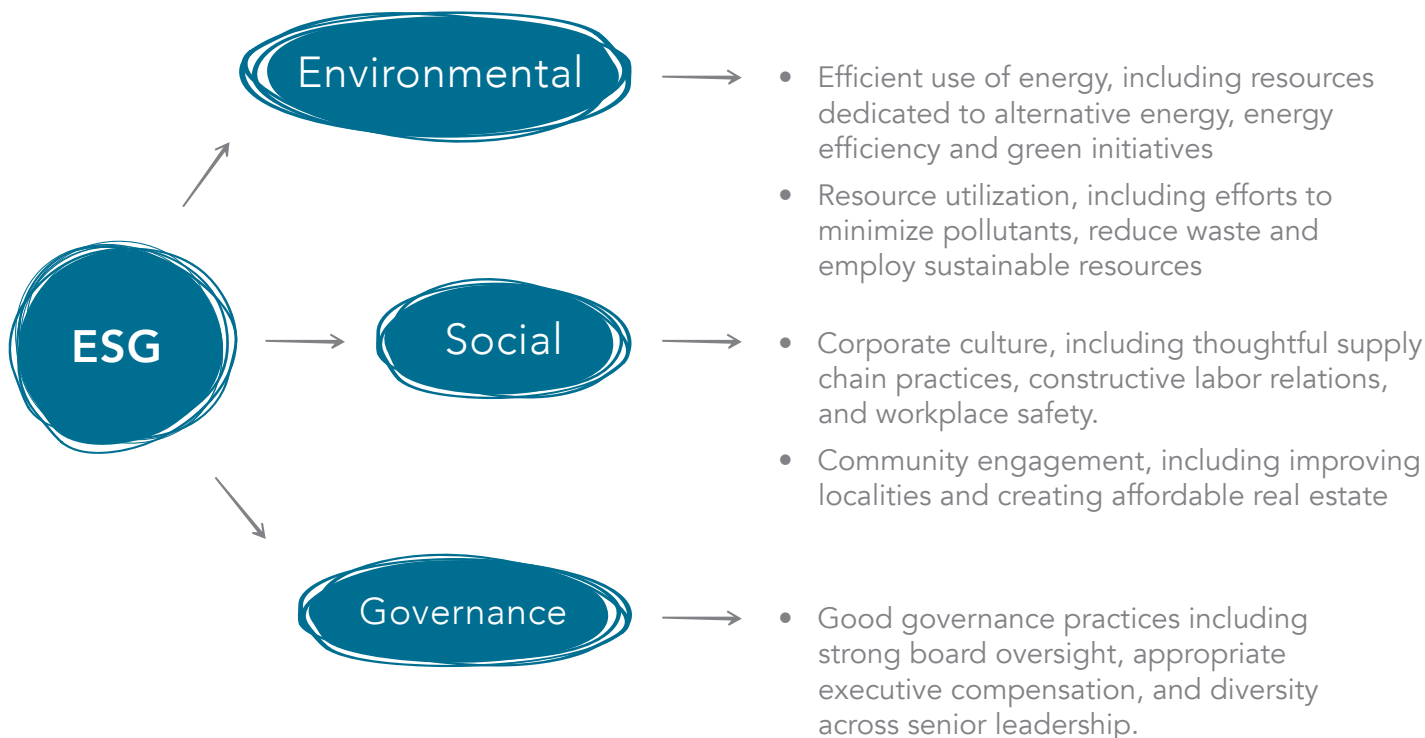 Environmental
• Efficient use of energy, including resources
dedicated to alternative energy, energy
efficiency and green initiatives
• Resource utilization, including efforts to
minimize pollutants, reduce waste and
employ sustainable resources
ESG
Social
• Corporate culture, including thoughtful supply
chain practices, constructive labor relations,
and workplace safety.
• Community engagement, including improving
localities and creating affordable real estate
Governance
• Good governance practices including
strong board oversight, appropriate
executive compensation, and diversity
across senior leadership.